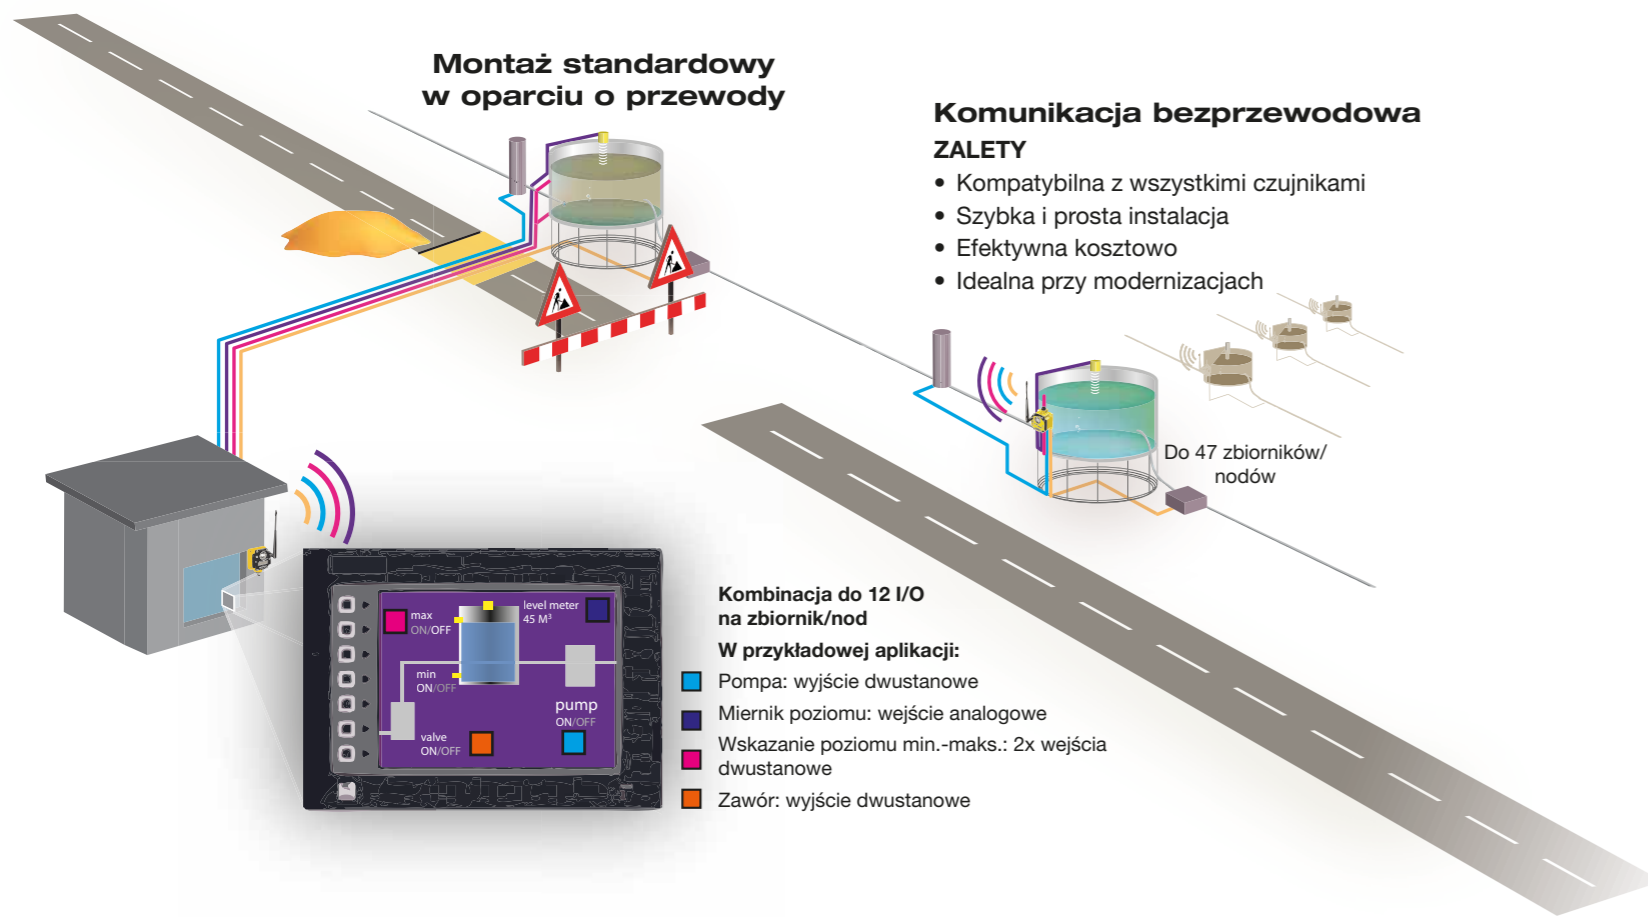 Montaż standardowy
w oparciu o przewody
Komunikacja bezprzewodowa
ZALETY
• Kompatybilna z wszystkimi czujnikami
• Szybka i prosta instalacja
• Efektywna kosztowo
• Idealna przy modernizacjach
Do 47 zbiorników/
nodów
max
ON/OFF
level meter
45 M³
min
ON/OFF
pump
ON/OFF
valve
ON/OFF
Kombinacja do 12 I/O
na zbiornik/nod
W przykładowej aplikacji:
Pompa: wyjście dwustanowe
Miernik poziomu: wejście analogowe
Wskazanie poziomu min.-maks.: 2x wejścia
dwustanowe
Zawór: wyjście dwustanowe